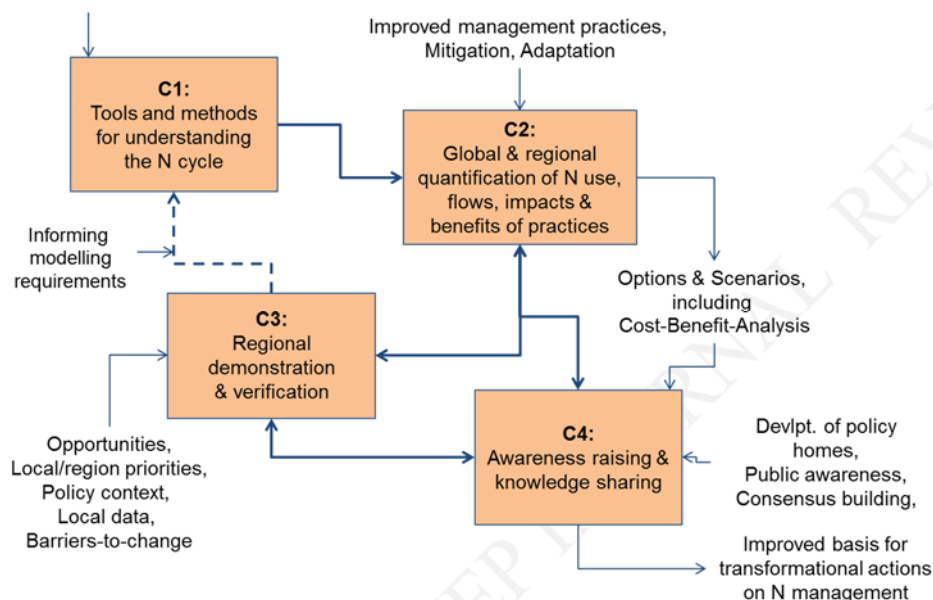 Improved management practices,
Mitigation, Adaptation
C1:
Tools and methods
for understanding
the N cycle
C2:
Global & regional
quantification of N use,
flows, impacts &
benefits of practices
Informing
modelling
requirements
Options & Scenarios,
including
Cost-Benefit-Analysis
C3:
Regional
demonstration
& verification
C4:
Awareness raising &
knowledge sharing
Opportunities,
Local/region priorities,
Policy context,
Local data,
Barriers-to-change
Devlpt. of policy
homes,
Public awareness,
Consensus building,
Improved basis for
transformational actions
on N management